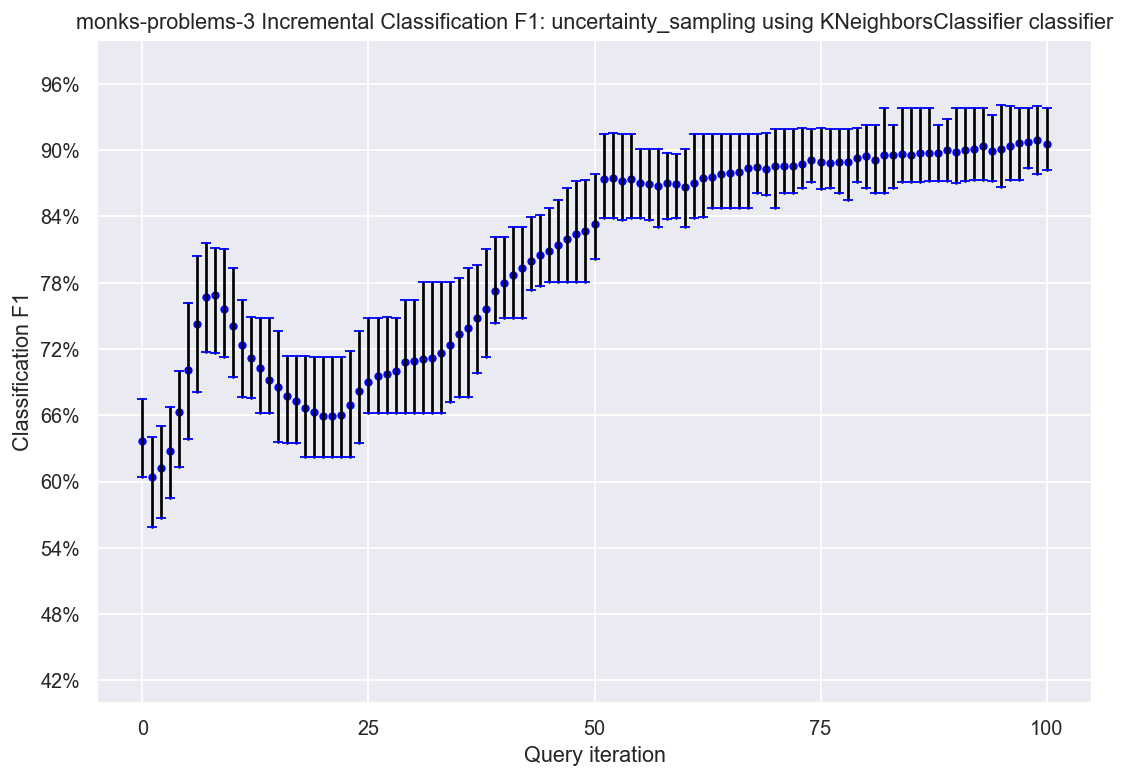 monks-problems-3 Incremental Classification F1: uncertainty_sampling using KNeighborsClassifier classifier
96%
90%
84%
78%
72%
66%
60%
54%
48%
42%
Classification F1
0 25 50 75 100
Query iteration